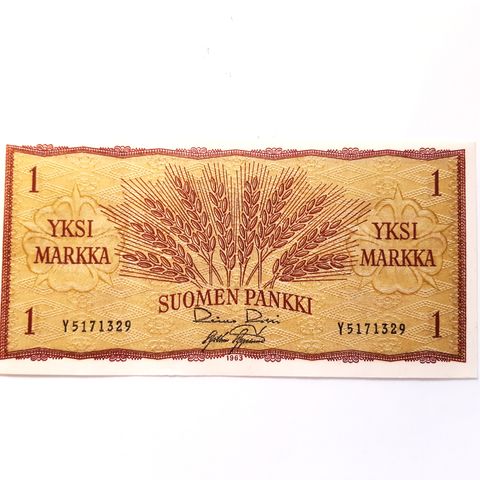 1 1
YKSI MARKKA
YKSI MARKKA
SUOMEN PANKKI
1 Y5171329
Y5171329 1
1963